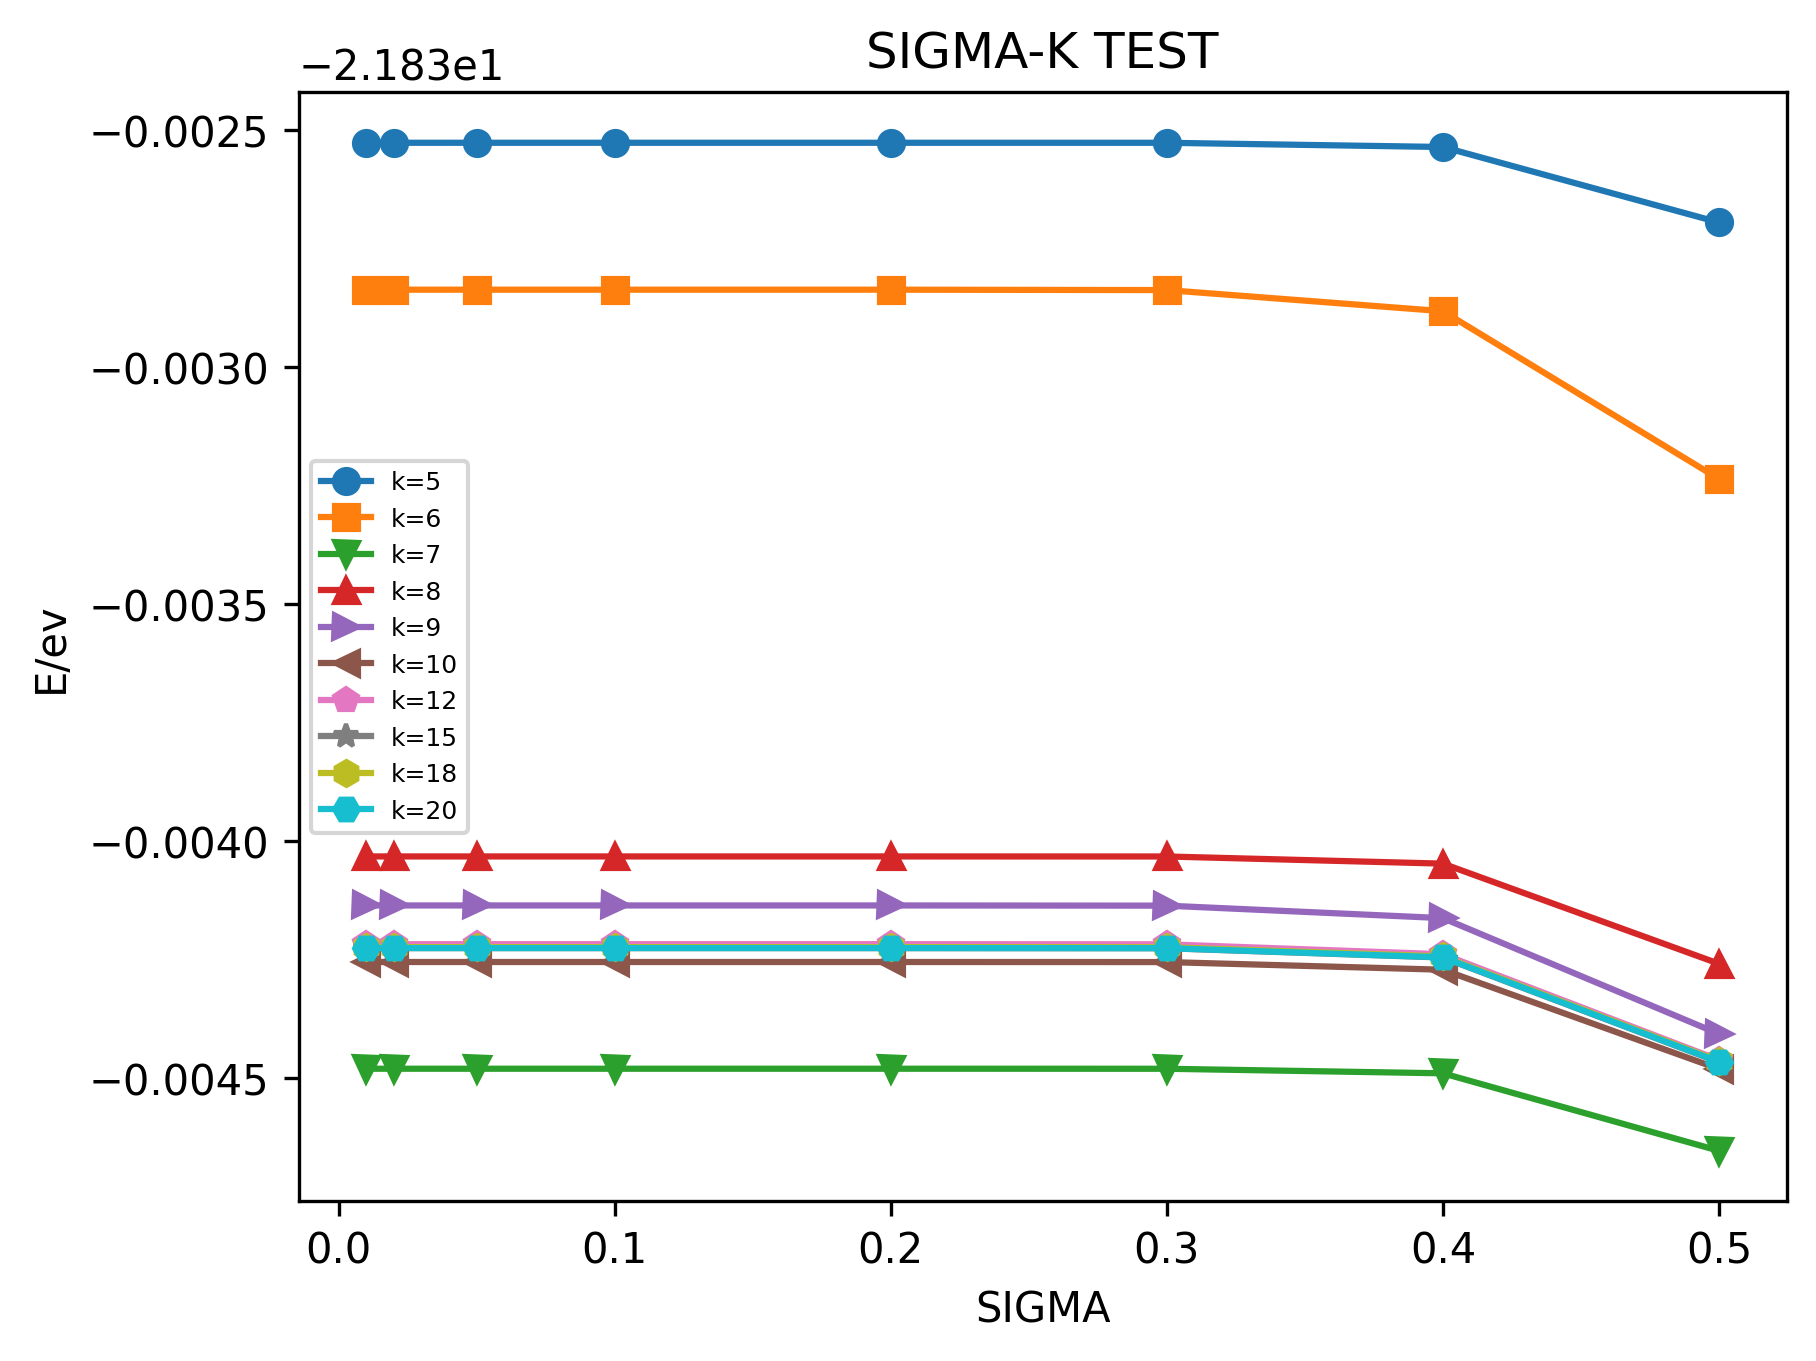 SIGMA-K TEST
−2.183e1
−0.0025
−0.0030
−0.0035
−0.0040
−0.0045
E/ev
k=5
k=6
k=7
k=8
k=9
k=10
k=12
k=15
k=18
k=20
0.0 0.1 0.2 0.3 0.4 0.5
SIGMA